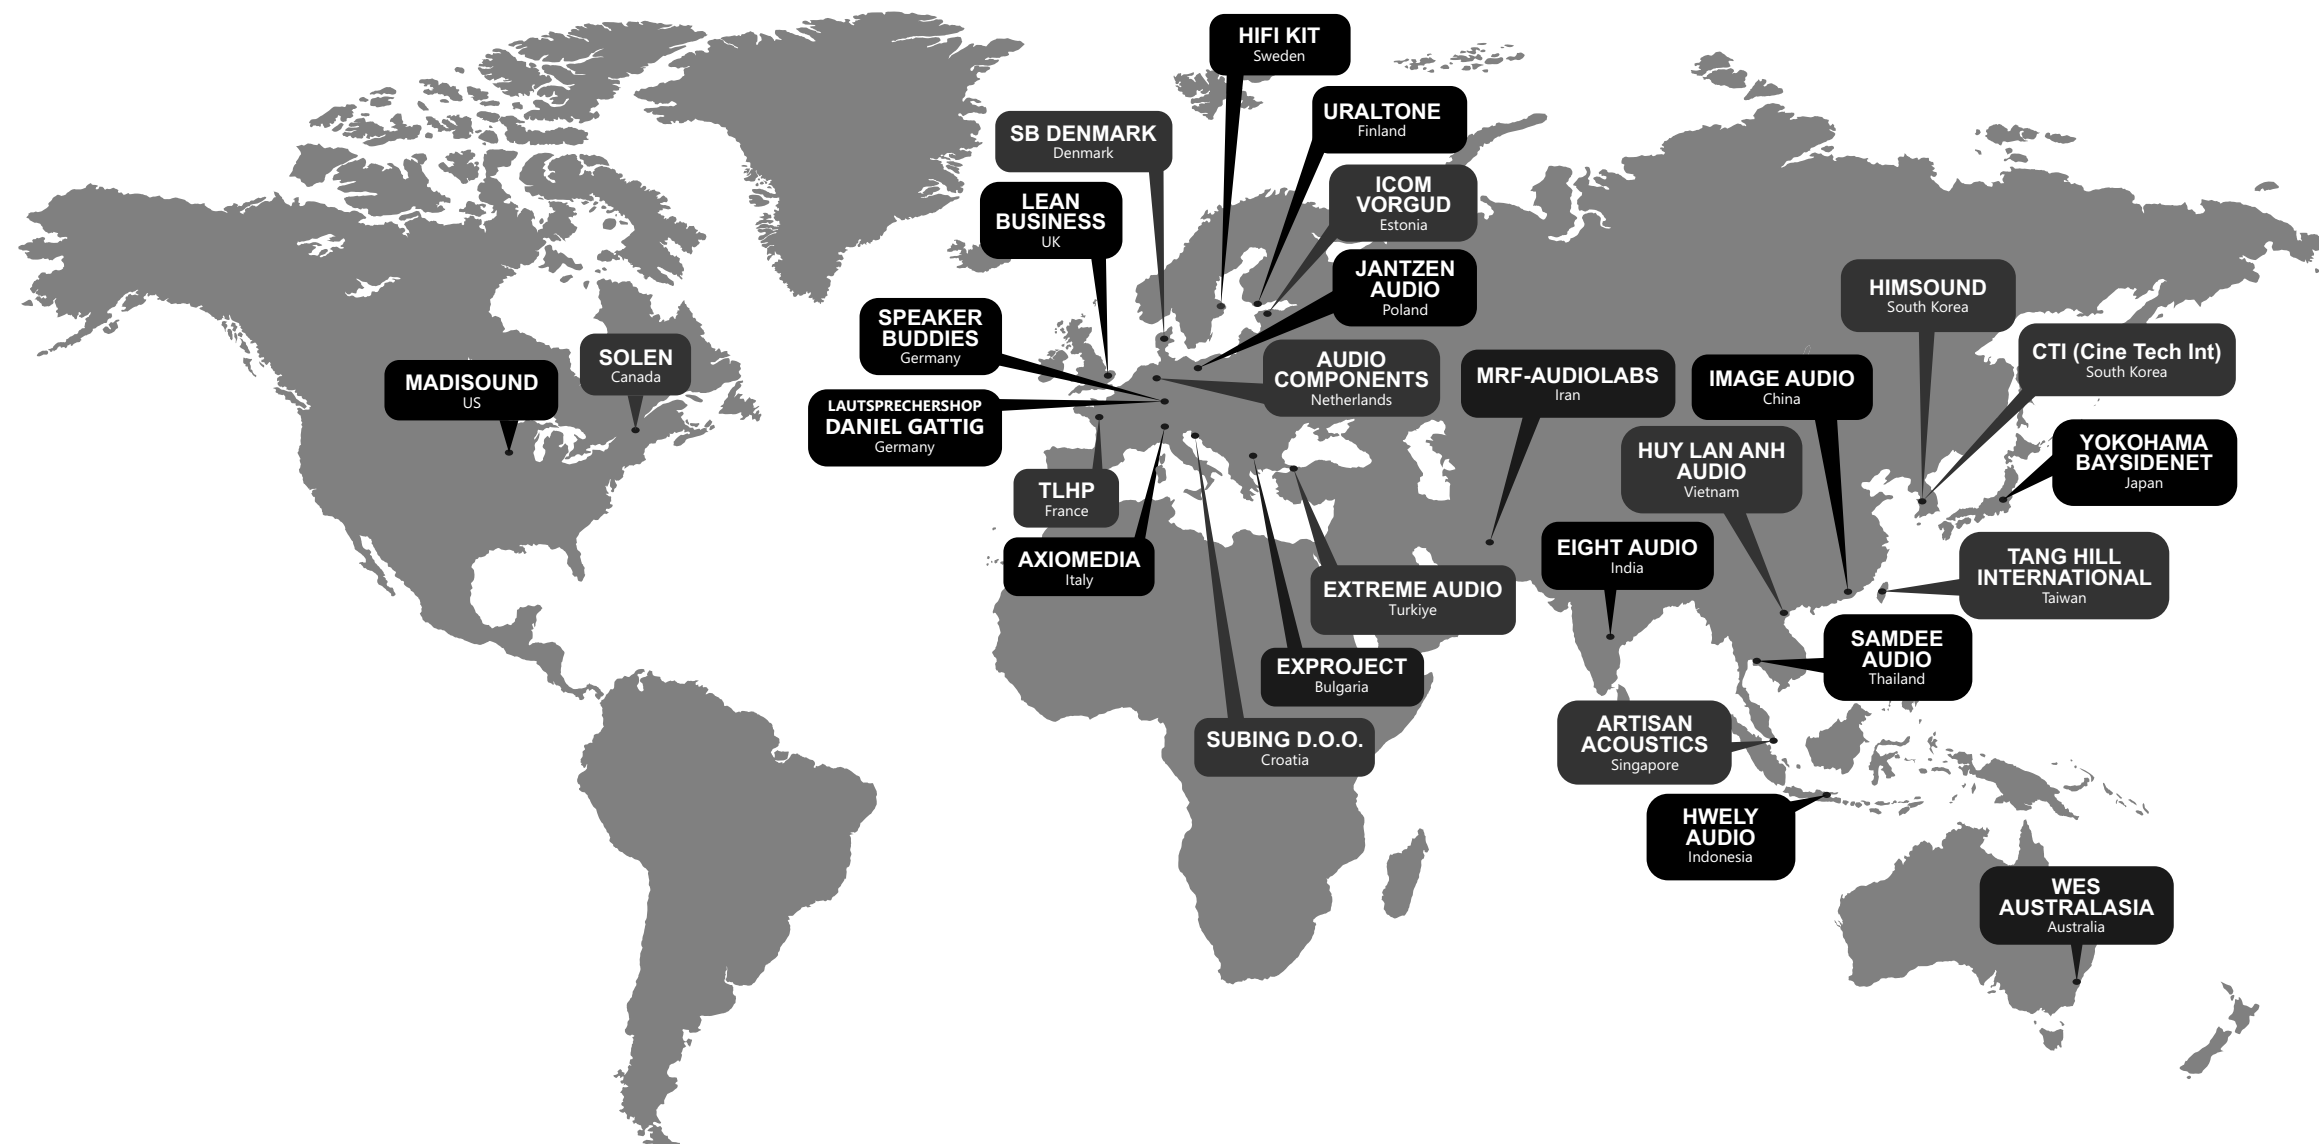 HIFI KIT
Sweden
URALTONE
Finland
SB DENMARK
Denmark
ICOM
VORGUD
Estonia
LEAN
BUSINESS
UK
JANTZEN
AUDIO
Poland
HIMSOUND
South Korea
SPEAKER
BUDDIES
Germany
CTI (Cine Tech Int)
South Korea
SOLEN
Canada
AUDIO
COMPONENTS
Netherlands
MRF-AUDIOLABS
Iran
IMAGE AUDIO
China
MADISOUND
US
LAUTSPRECHERSHOP
DANIEL GATTIG
Germany
HUY LAN ANH
AUDIO
Vietnam
YOKOHAMA
BAYSIDENET
Japan
TLHP
France
EIGHT AUDIO
India
TANG HILL
INTERNATIONAL
Taiwan
AXIOMEDIA
Italy
EXTREME AUDIO
Turkiye
SAMDEE
AUDIO
Thailand
EXPROJECT
Bulgaria
ARTISAN
ACOUSTICS
Singapore
SUBING D.O.O.
Croatia
HWELY
AUDIO
Indonesia
WES
AUSTRALASIA
Australia